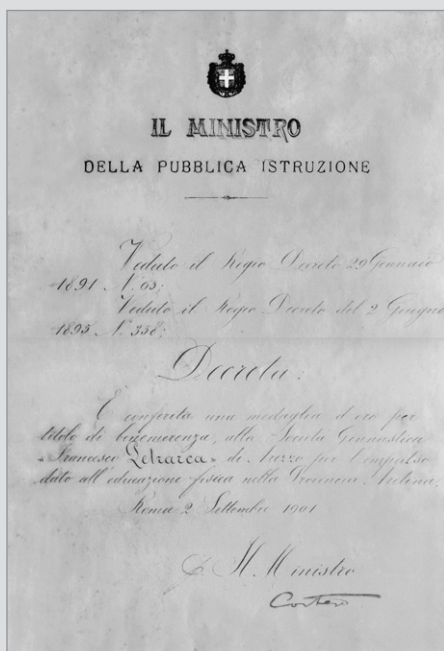 IL MINISTRO
DELLA PUBBLICA ISTRUZIONE
Veduto il Regio Decreto 29 Gennaio
1891 N. 65;
Veduto il Regio Decreto del 2 Giugno
1895 N. 358;
Decreta:
È conferita una medaglia d'oro per
titolo di benemerenza, alla Società Ginnastica
"Francesco Petrarca" di Arezzo per l'impulso
dato all'educazione fisica nella Provincia Aretina.
Roma 2 Settembre 1901
Il Ministro